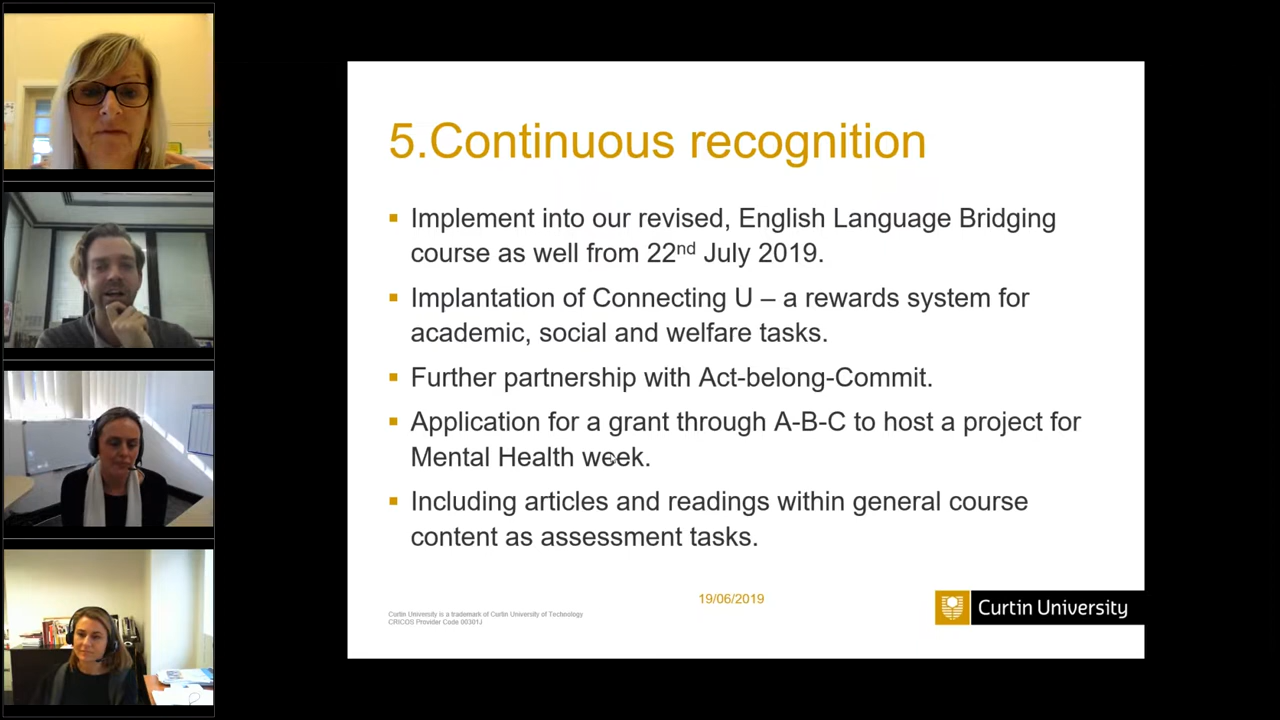 5.Continuous recognition
Implement into our revised, English Language Bridging
course as well from 22nd July 2019.
Implantation of Connecting U – a rewards system for
academic, social and welfare tasks.
Further partnership with Act-belong-Commit.
Application for a grant through A-B-C to host a project for
Mental Health week.
Including articles and readings within general course
content as assessment tasks.
19/06/2019
Curtin University is a trademark of Curtin University of Technology
CRICOS Provider Code 00301J
Curtin University